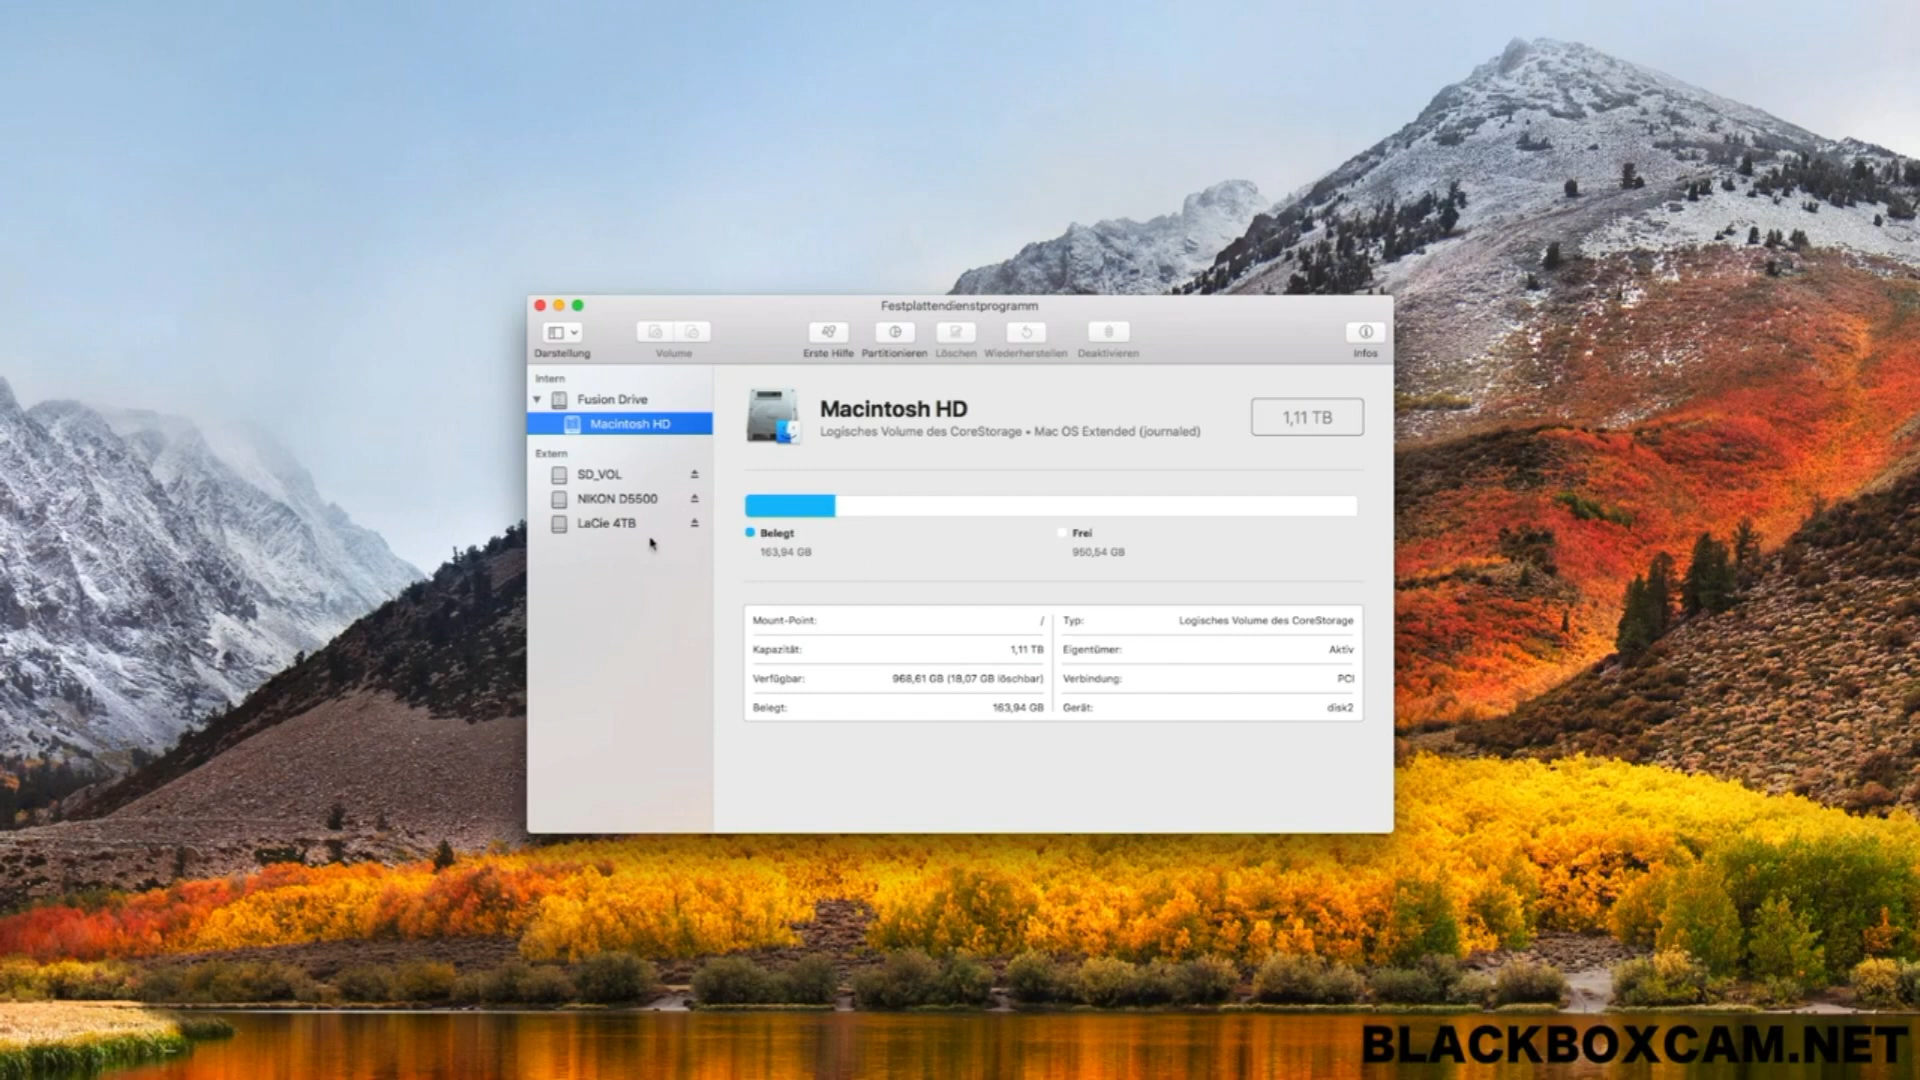 Festplattendienstprogramm
Darstellung
Volume
Erste Hilfe
Partitionieren
Löschen
Wiederherstellen
Deaktivieren
Infos
Intern
Fusion Drive
Macintosh HD
Extern
SD_VOL
NIKON D5500
LaCie 4TB
Macintosh HD
Logisches Volume des CoreStorage • Mac OS Extended (journaled)
1,11 TB
Belegt
163,94 GB
Frei
950,54 GB
Mount-Point: /
Kapazität: 1,11 TB
Verfügbar: 968,61 GB (18,07 GB löschbar)
Belegt: 163,94 GB
Typ: Logisches Volume des CoreStorage
Eigentümer: Aktiv
Verbindung: PCI
Gerät: disk2
BLACKBOXCAM.NET